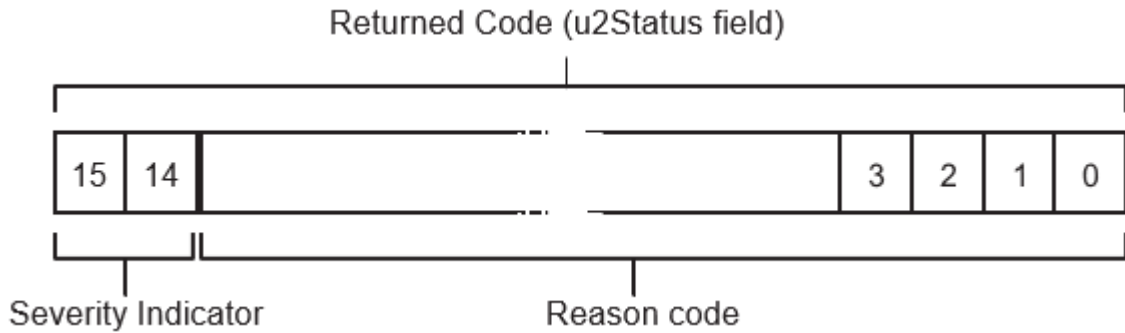 Returned Code (u2Status field)
15 14 3 2 1 0
Severity Indicator Reason code